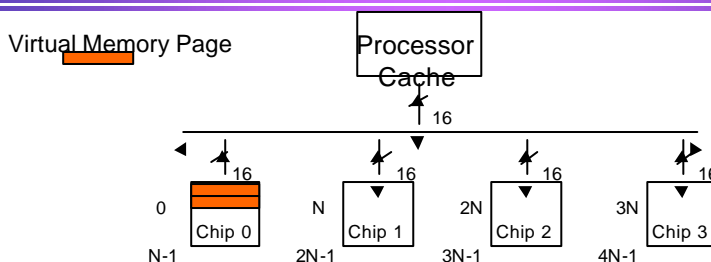 Virtual Memory Page
Processor
Cache
16
16 16 16 16
0 N 2N 3N
Chip 0 Chip 1 Chip 2 Chip 3
N-1 2N-1 3N-1 4N-1